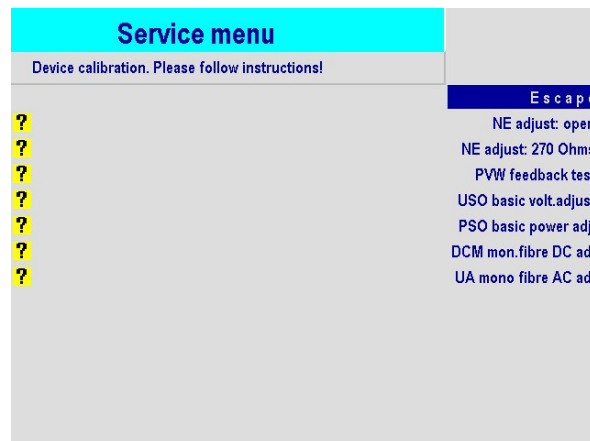 Service menu
Device calibration. Please follow instructions!
Escape
?
NE adjust: oper
?
NE adjust: 270 Ohms
?
PVW feedback tes
?
USO basic volt.adjus
?
PSO basic power adj
?
DCM mon.fibre DC ad
?
UA mono fibre AC ad